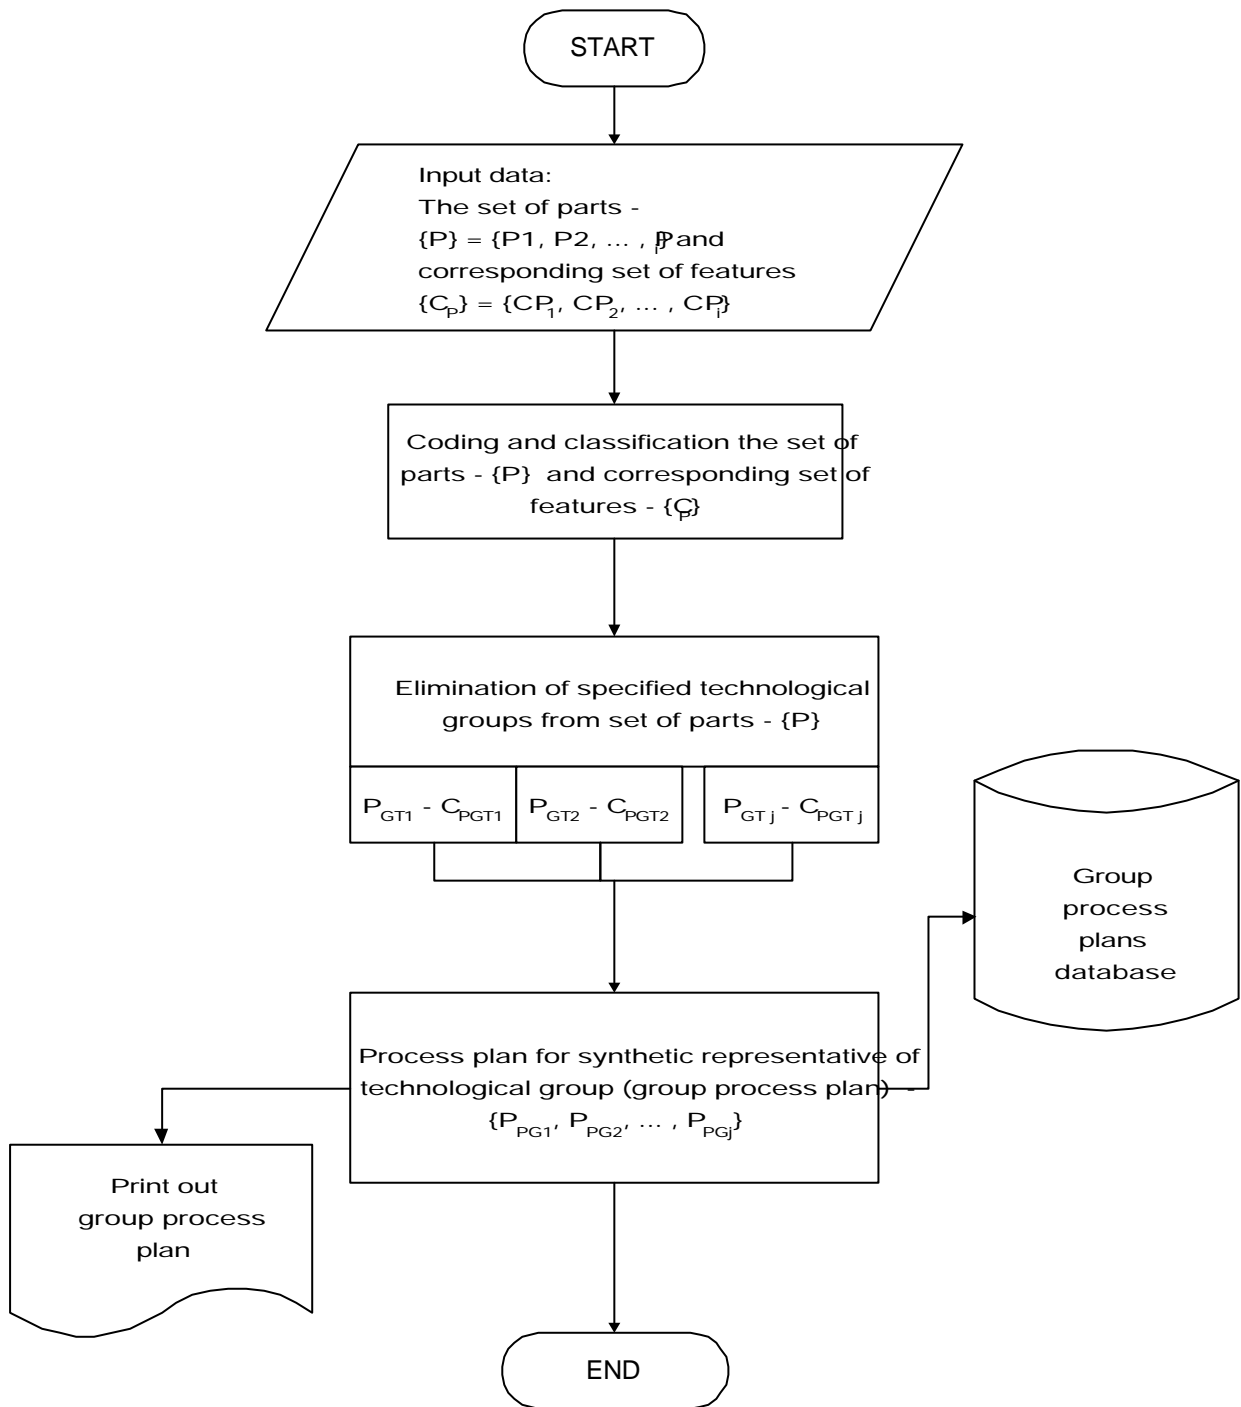 START
Input data:
The set of parts -
{P} = {P1, P2, ... , Pi} and
corresponding set of features
{CP} = {CP1, CP2, ... , CPi}
Coding and classification the set of
parts - {P} and corresponding set of
features - {CP}
Elimination of specified technological
groups from set of parts - {P}
PGT1 - CPGT1
PGT2 - CPGT2
PGT j - CPGT j
Group
process
plans
database
Process plan for synthetic representative of
technological group (group process plan) -
{PPG1, PPG2, ... , PPGj}
Print out
group process
plan
END